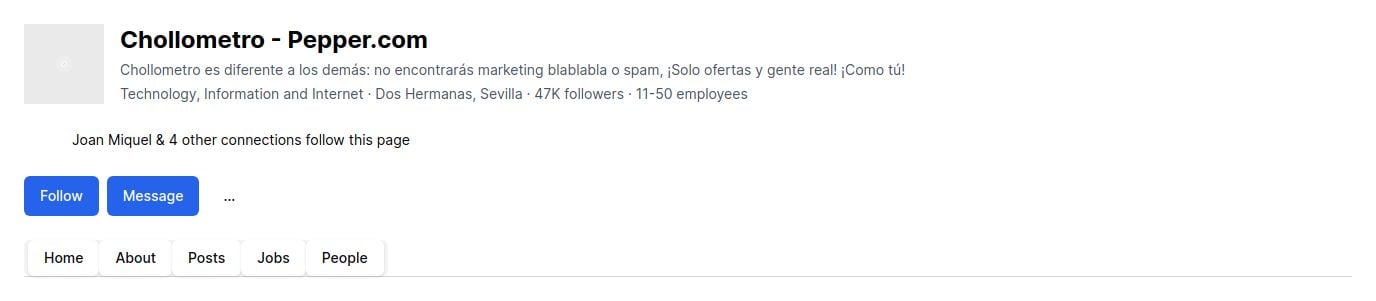 Chollometro - Pepper.com
Chollometro es diferente a los demás: no encontrarás marketing blablabla o spam, ¡Solo ofertas y gente real! ¡Como tú!
Technology, Information and Internet · Dos Hermanas, Sevilla · 47K followers · 11-50 employees
Joan Miquel & 4 other connections follow this page
Follow Message ...
Home About Posts Jobs People